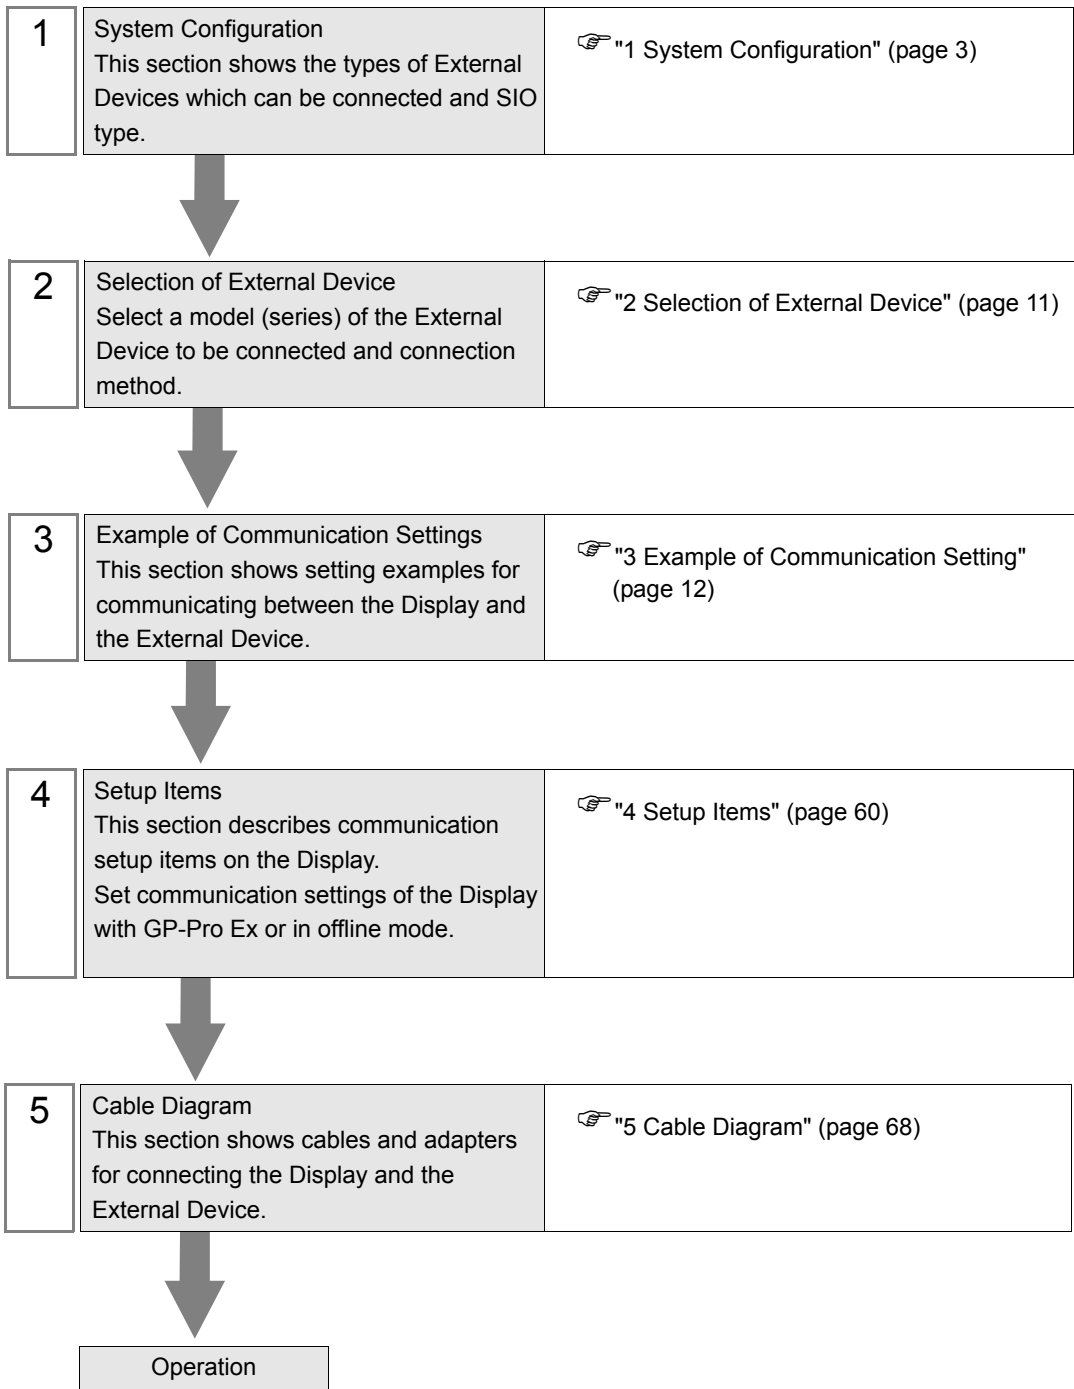 1
System Configuration
This section shows the types of External
Devices which can be connected and SIO
type.
"1 System Configuration" (page 3)
2
Selection of External Device
Select a model (series) of the External
Device to be connected and connection
method.
"2 Selection of External Device" (page 11)
3
Example of Communication Settings
This section shows setting examples for
communicating between the Display and
the External Device.
"3 Example of Communication Setting"
(page 12)
4
Setup Items
This section describes communication
setup items on the Display.
Set communication settings of the Display
with GP-Pro Ex or in offline mode.
"4 Setup Items" (page 60)
5
Cable Diagram
This section shows cables and adapters
for connecting the Display and the
External Device.
"5 Cable Diagram" (page 68)
Operation